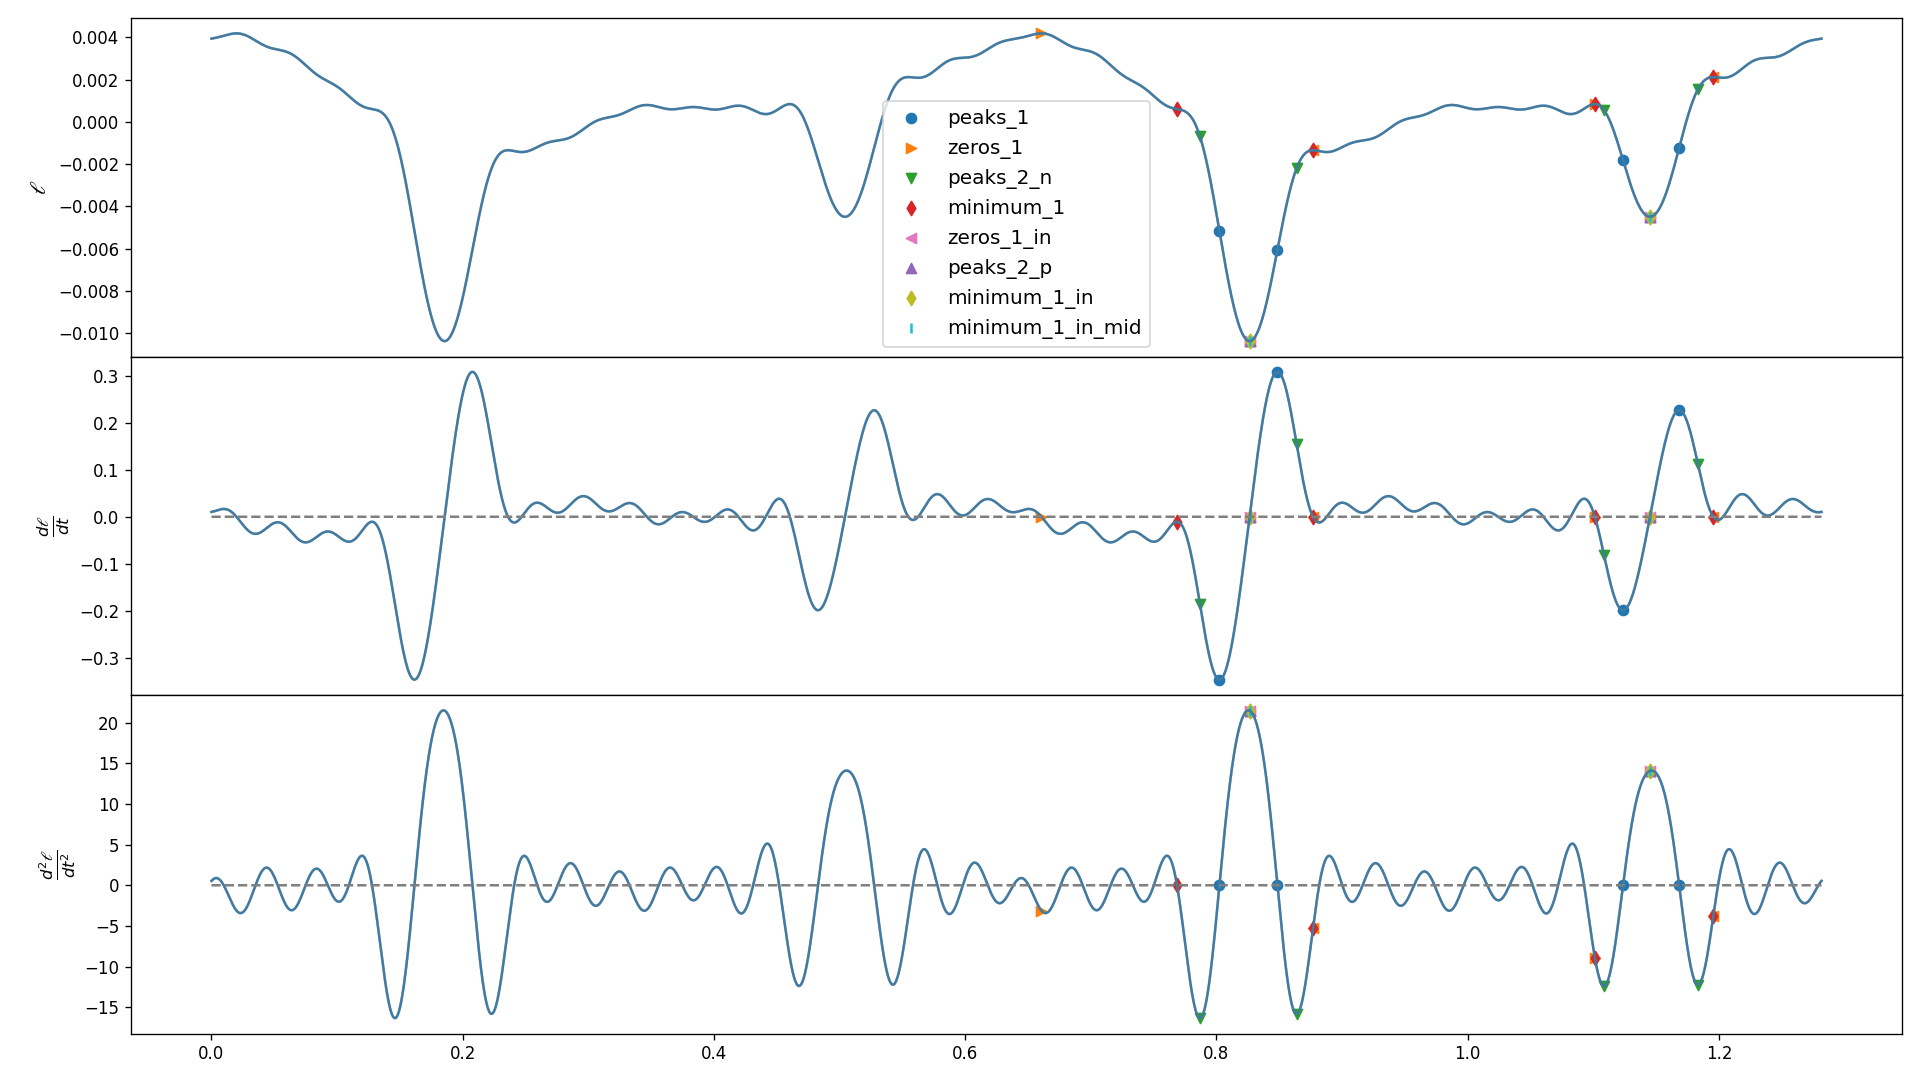 0.004
0.002
0.000
−0.002
−0.004
−0.006
−0.008
−0.010
ℓ
peaks_1
zeros_1
peaks_2_n
minimum_1
zeros_1_in
peaks_2_p
minimum_1_in
minimum_1_in_mid
0.3
0.2
0.1
0.0
−0.1
−0.2
−0.3
dℓ
dt
20
15
10
5
0
−5
−10
−15
d²ℓ
dt²
0.0 0.2 0.4 0.6 0.8 1.0 1.2